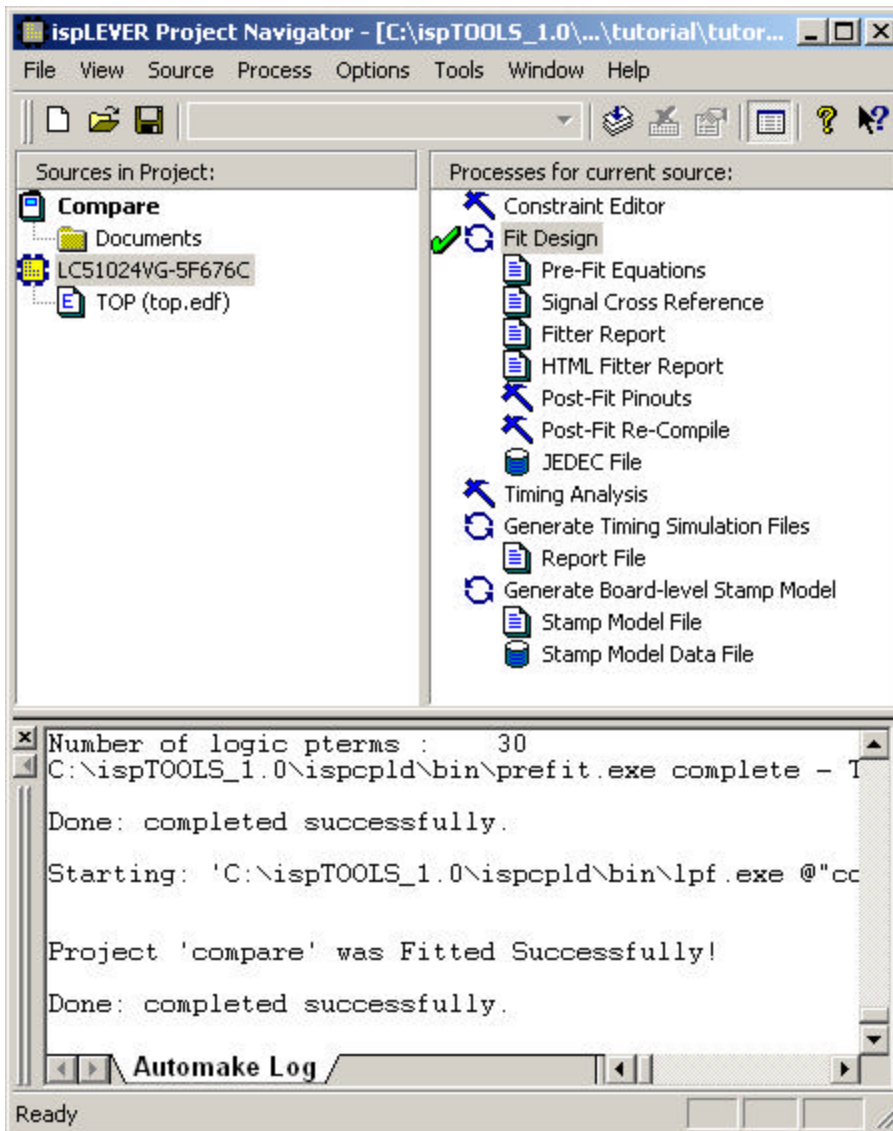 ispLEVER Project Navigator - [C:\ispTOOLS_1.0\...\tutorial\tutor...
File View Source Process Options Tools Window Help
Sources in Project:
Compare
Documents
LC51024VG-5F676C
TOP (top.edf)
Processes for current source:
Constraint Editor
Fit Design
Pre-Fit Equations
Signal Cross Reference
Fitter Report
HTML Fitter Report
Post-Fit Pinouts
Post-Fit Re-Compile
JEDEC File
Timing Analysis
Generate Timing Simulation Files
Report File
Generate Board-level Stamp Model
Stamp Model File
Stamp Model Data File
Number of logic pterms : 30
C:\ispTOOLS_1.0\ispcpld\bin\prefit.exe complete - T
Done: completed successfully.
Starting: 'C:\ispTOOLS_1.0\ispcpld\bin\lpf.exe @"co
Project 'compare' was Fitted Successfully!
Done: completed successfully.
Automake Log
Ready